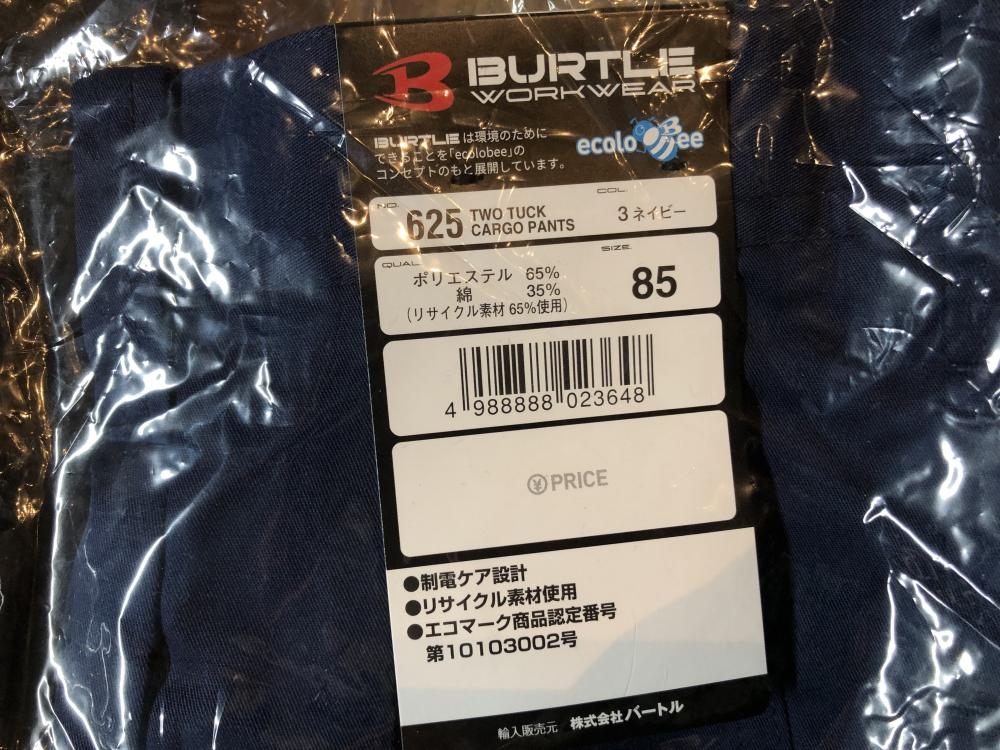 BURTLE
WORKWEAR
BURTLEは環境のために
できることを「ecolobee」の
コンセプトのもと展開しています。
ecolobee
NO. 625 TWO TUCK CARGO PANTS
COL. 3 ネイビー
QUAL. ポリエステル 65%
綿 35%
(リサイクル素材 65%使用)
SIZE. 85
4 988888 023648
¥PRICE
●制電ケア設計
●リサイクル素材使用
●エコマーク商品認定番号
第10103002号
輸入販売元 株式会社バートル